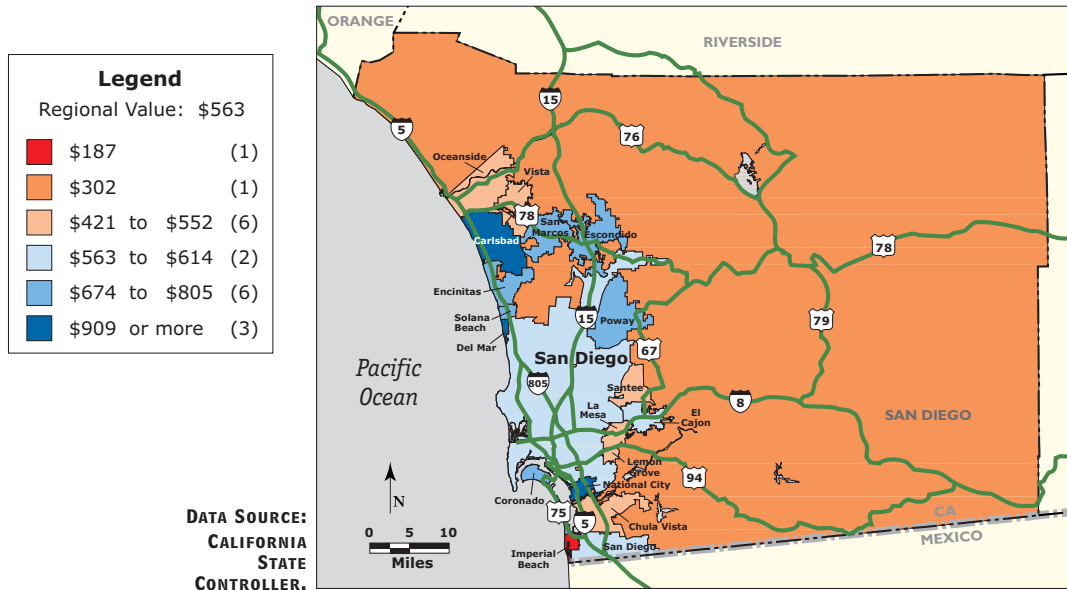 Legend
Regional Value: $563
$187 (1)
$302 (1)
$421 to $552 (6)
$563 to $614 (2)
$674 to $805 (6)
$909 or more (3)
DATA SOURCE:
CALIFORNIA
STATE
CONTROLLER.
ORANGE
RIVERSIDE
15
5
76
Oceanside
Vista
78
San
Marcos
Escondido
Carlsbad
78
Encinitas
Solana
Beach
15
Poway
79
Del Mar
San Diego
67
Pacific
Ocean
805
Santee
8
La
Mesa
El
Cajon
SAN DIEGO
Lemon
Grove
94
National City
Coronado
N
75
5
Chula Vista
CA
MEXICO
0 5 10
Miles
Imperial
Beach
San Diego